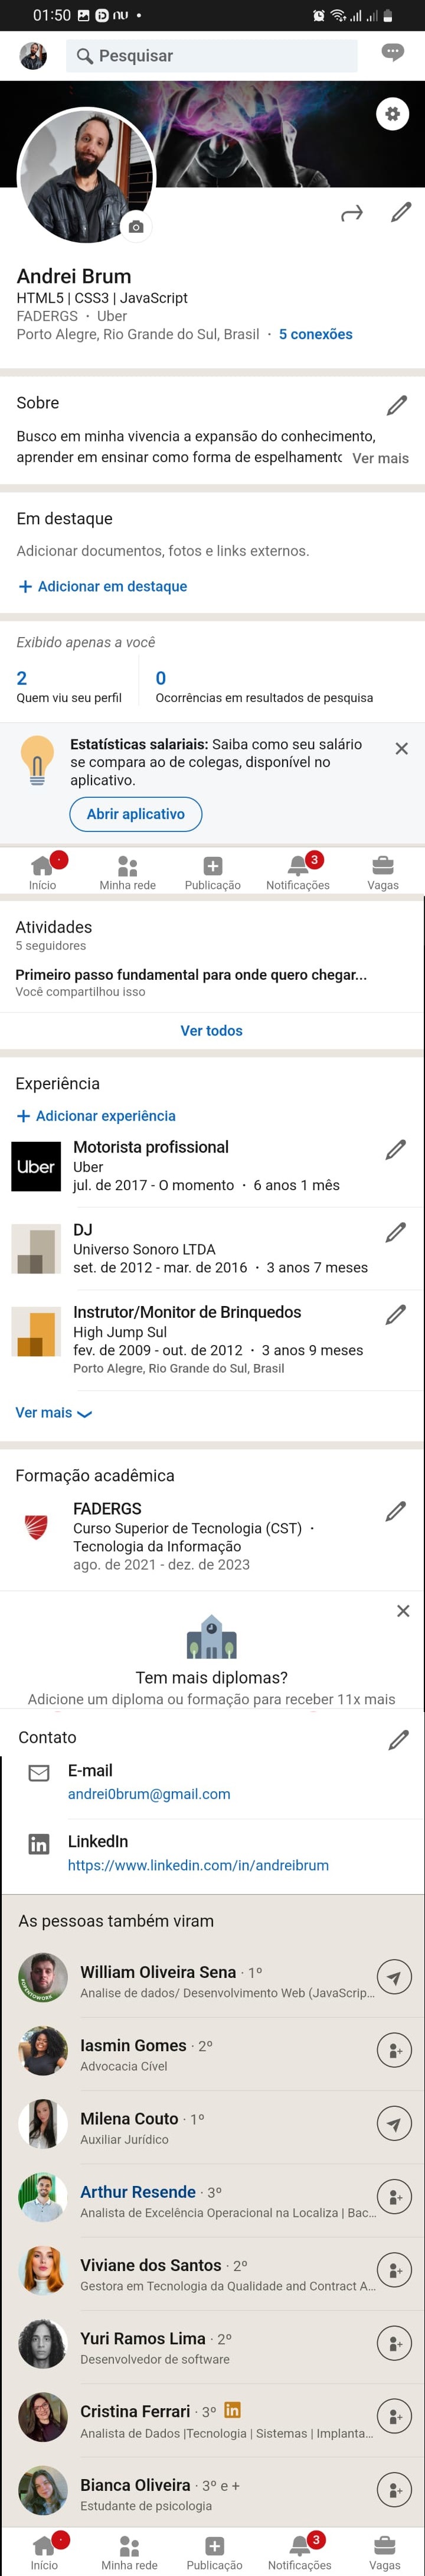 01:50
nu
Pesquisar
Andrei Brum
HTML5 | CSS3 | JavaScript
FADERGS · Uber
Porto Alegre, Rio Grande do Sul, Brasil · 5 conexões
Sobre
Busco em minha vivencia a expansão do conhecimento,
aprender em ensinar como forma de espelhamento Ver mais
Em destaque
Adicionar documentos, fotos e links externos.
+ Adicionar em destaque
Exibido apenas a você
2 0
Quem viu seu perfil Ocorrências em resultados de pesquisa
Estatísticas salariais: Saiba como seu salário
se compara ao de colegas, disponível no
aplicativo.
Abrir aplicativo
3
Início Minha rede Publicação Notificações Vagas
Atividades
5 seguidores
Primeiro passo fundamental para onde quero chegar...
Você compartilhou isso
Ver todos
Experiência
+ Adicionar experiência
Uber
Motorista profissional
Uber
jul. de 2017 - O momento · 6 anos 1 mês
DJ
Universo Sonoro LTDA
set. de 2012 - mar. de 2016 · 3 anos 7 meses
Instrutor/Monitor de Brinquedos
High Jump Sul
fev. de 2009 - out. de 2012 · 3 anos 9 meses
Porto Alegre, Rio Grande do Sul, Brasil
Ver mais
Formação acadêmica
FADERGS
Curso Superior de Tecnologia (CST) ·
Tecnologia da Informação
ago. de 2021 - dez. de 2023
Tem mais diplomas?
Adicione um diploma ou formação para receber 11x mais
Contato
E-mail
andrei0brum@gmail.com
in
LinkedIn
https://www.linkedin.com/in/andreibrum
As pessoas também viram
#OPENTOWORK
William Oliveira Sena · 1º
Analise de dados/ Desenvolvimento Web (JavaScrip...
Iasmin Gomes · 2º
Advocacia Cível
Milena Couto · 1º
Auxiliar Jurídico
Arthur Resende · 3º
Analista de Excelência Operacional na Localiza | Bac...
Viviane dos Santos · 2º
Gestora em Tecnologia da Qualidade and Contract A...
Yuri Ramos Lima · 2º
Desenvolvedor de software
Cristina Ferrari · 3º in
Analista de Dados |Tecnologia | Sistemas | Implanta...
Bianca Oliveira · 3º e +
Estudante de psicologia
3
Início Minha rede Publicação Notificações Vagas